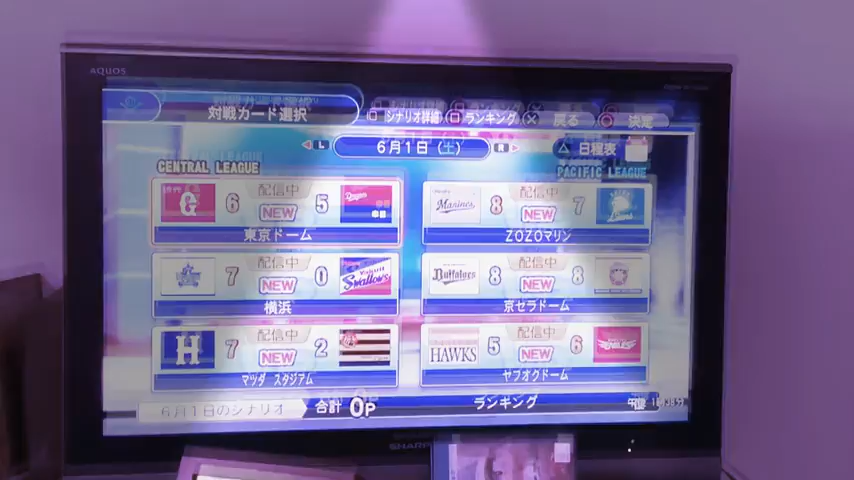 AQUOS
対戦カード選択
シナリオ詳細 ランキング 戻る 決定
L 6月1日（土） R 日程表
CENTRAL LEAGUE
PACIFIC LEAGUE
G 6 配信中 NEW 5 Dragons
東京ドーム
Marines 8 配信中 NEW 7 Lions
ZOZOマリン
7 配信中 NEW 0 Swallows
横浜
Buffaloes 8 配信中 NEW 8
京セラドーム
H 7 配信中 NEW 2
マツダ スタジアム
HAWKS 5 配信中 NEW 6 EAGLES
ヤフオクドーム
6月1日のシナリオ 合計 0P ランキング
SHARP